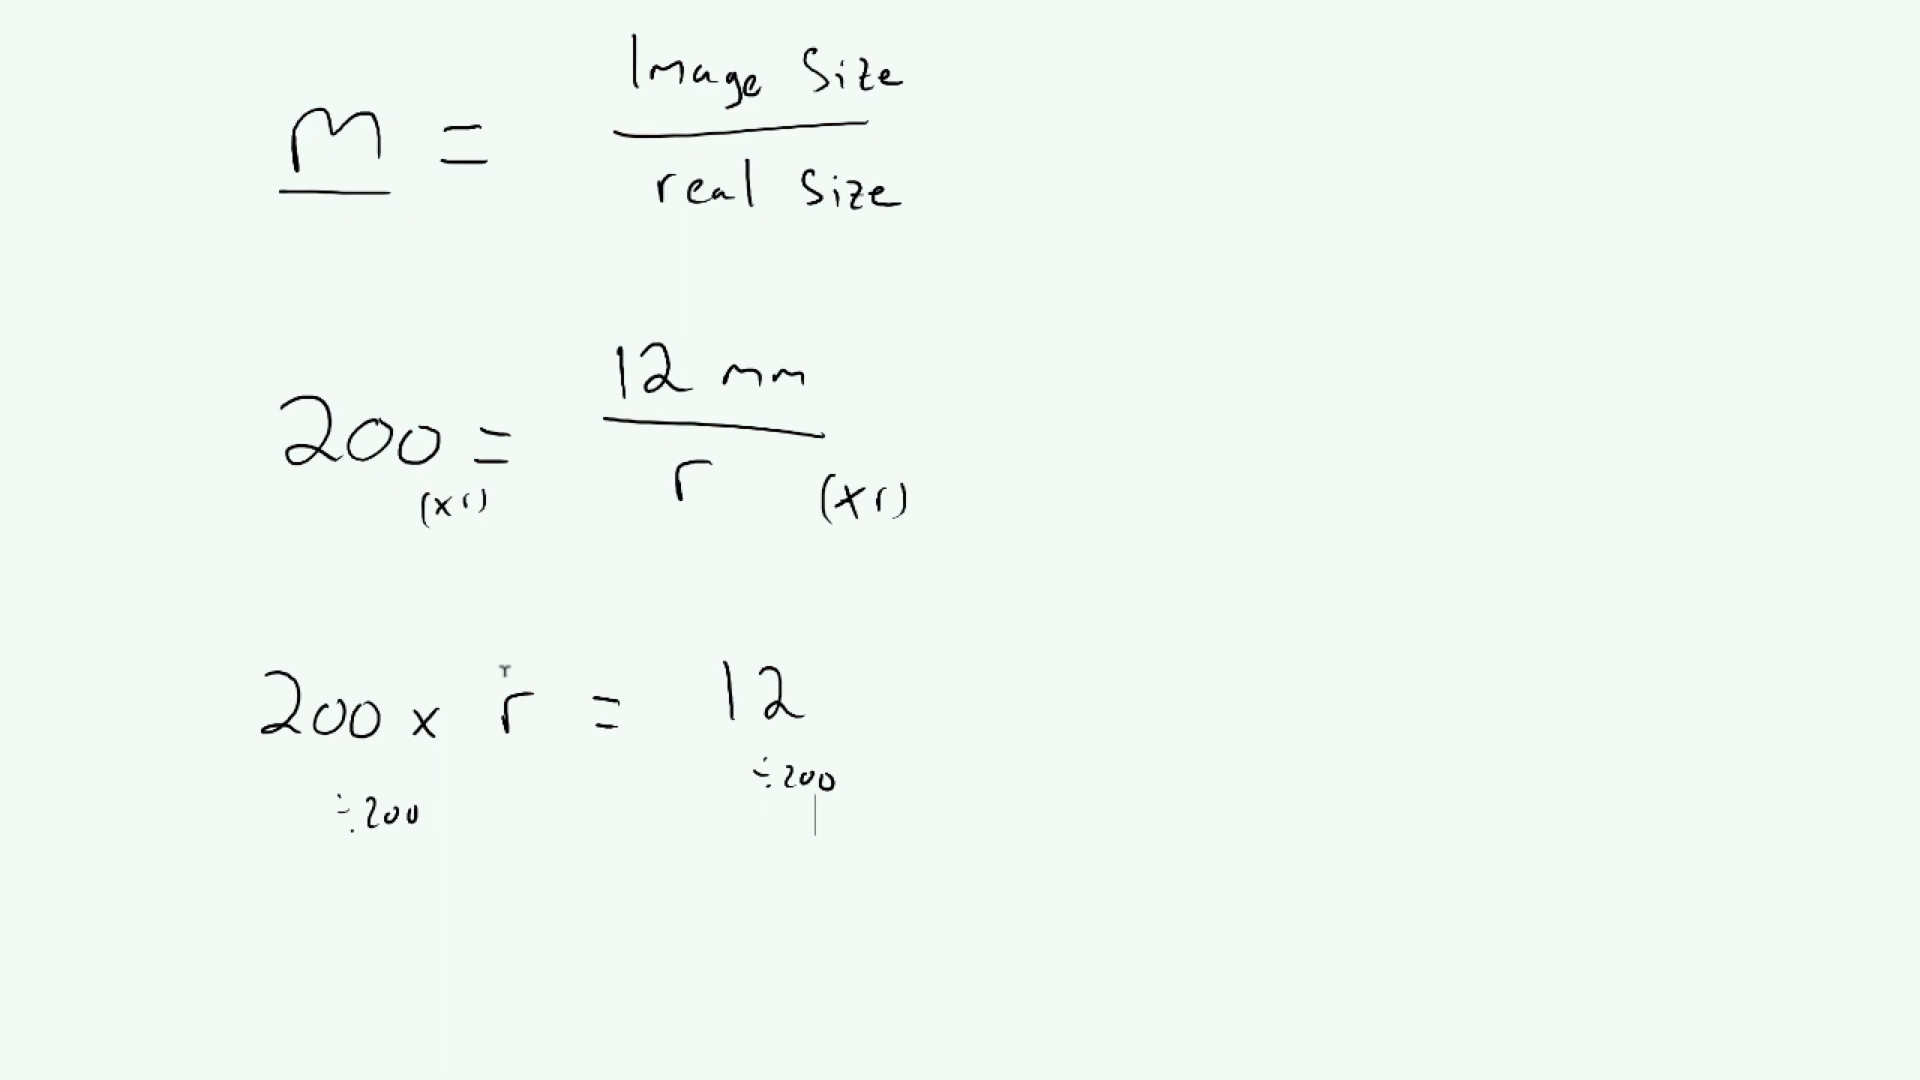 m = Image Size / real size
200 = 12 mm / r
(x r) (x r)
200 x r = 12
÷200 ÷200